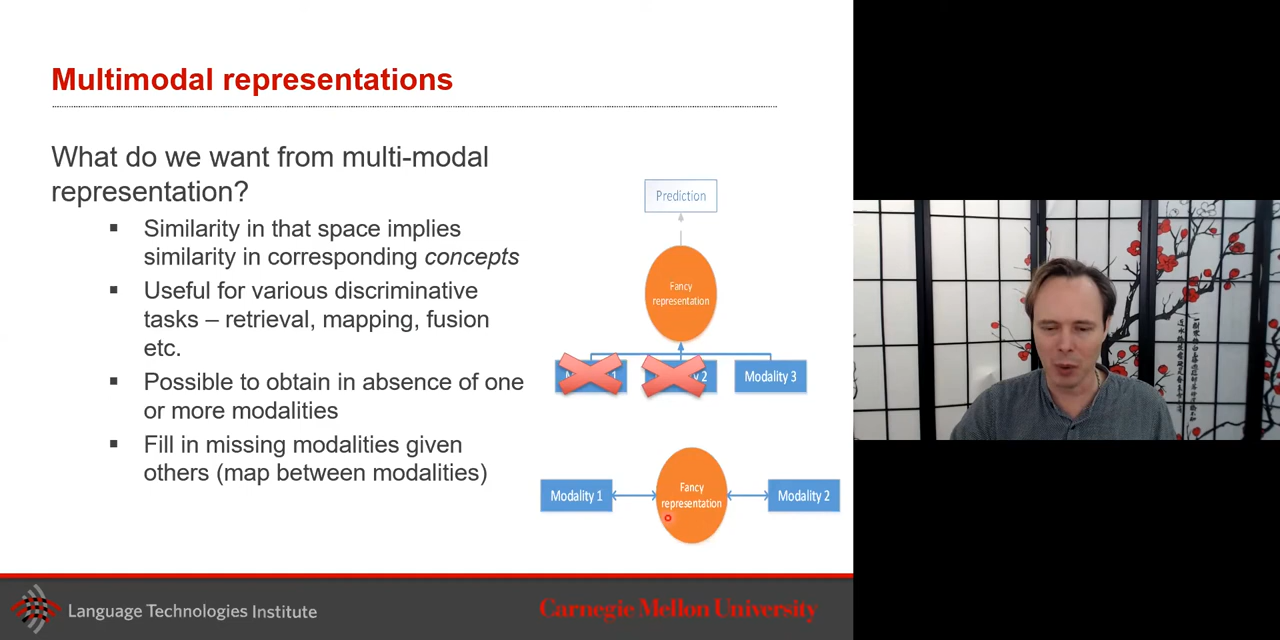 Multimodal representations
What do we want from multi-modal
representation?
▪ Similarity in that space implies
similarity in corresponding concepts
▪ Useful for various discriminative
tasks – retrieval, mapping, fusion
etc.
▪ Possible to obtain in absence of one
or more modalities
▪ Fill in missing modalities given
others (map between modalities)
Prediction
Fancy
representation
2
Modality 3
Modality 1
Fancy
representation
Modality 2
Language Technologies Institute
Carnegie Mellon University